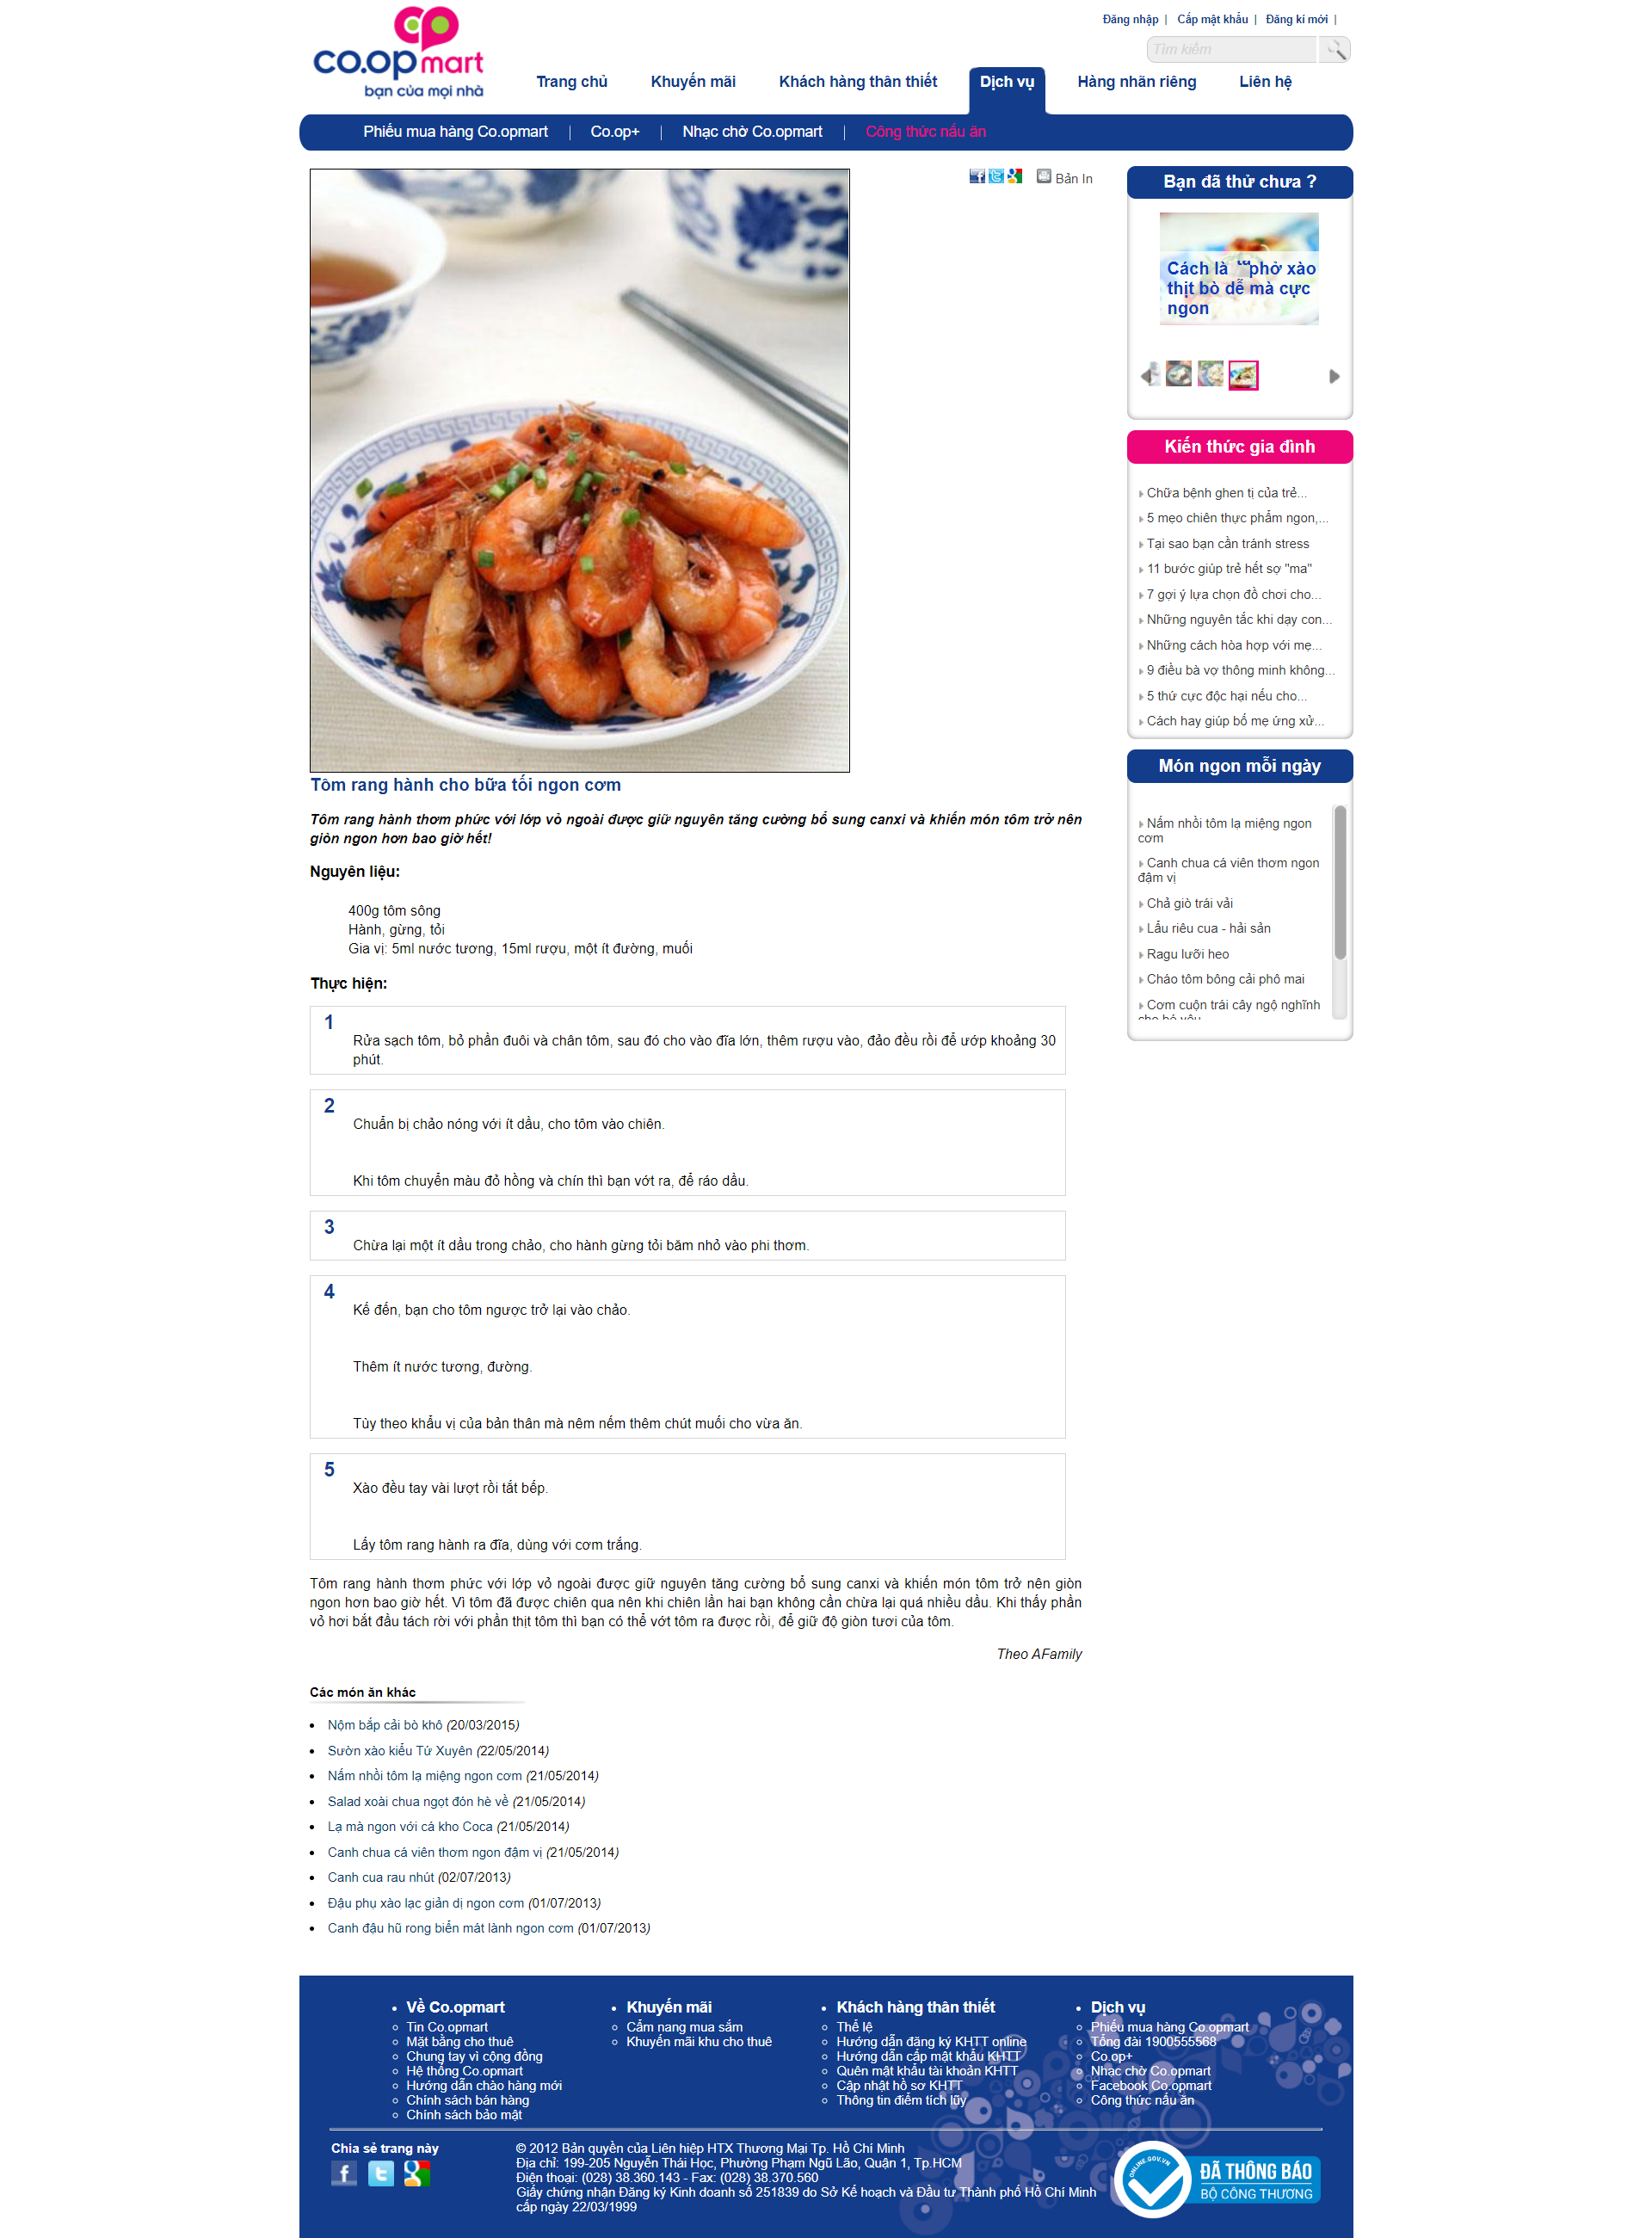 co.op mart
bạn của mọi nhà
Đăng nhập | Cấp mật khẩu | Đăng kí mới |
Tìm kiếm
Trang chủ Khuyến mãi Khách hàng thân thiết Dịch vụ Hàng nhãn riêng Liên hệ
Phiếu mua hàng Co.opmart | Co.op+ | Nhạc chờ Co.opmart | Công thức nấu ăn
Bản In
Tôm rang hành cho bữa tối ngon cơm
Tôm rang hành thơm phức với lớp vỏ ngoài được giữ nguyên tăng cường bổ sung canxi và khiến món tôm trở nên
giòn ngon hơn bao giờ hết!
Nguyên liệu:
400g tôm sông
Hành, gừng, tỏi
Gia vị: 5ml nước tương, 15ml rượu, một ít đường, muối
Thực hiện:
1
Rửa sạch tôm, bỏ phần đuôi và chân tôm, sau đó cho vào đĩa lớn, thêm rượu vào, đảo đều rồi để ướp khoảng 30
phút.
2
Chuẩn bị chảo nóng với ít dầu, cho tôm vào chiên.
Khi tôm chuyển màu đỏ hồng và chín thì bạn vớt ra, để ráo dầu.
3
Chừa lại một ít dầu trong chảo, cho hành gừng tỏi băm nhỏ vào phi thơm.
4
Kế đến, bạn cho tôm ngược trở lại vào chảo.
Thêm ít nước tương, đường.
Tùy theo khẩu vị của bản thân mà nêm nếm thêm chút muối cho vừa ăn.
5
Xào đều tay vài lượt rồi tắt bếp.
Lấy tôm rang hành ra đĩa, dùng với cơm trắng.
Tôm rang hành thơm phức với lớp vỏ ngoài được giữ nguyên tăng cường bổ sung canxi và khiến món tôm trở nên giòn
ngon hơn bao giờ hết. Vì tôm đã được chiên qua nên khi chiên lần hai bạn không cần chừa lại quá nhiều dầu. Khi thấy phần
vỏ hơi bắt đầu tách rời với phần thịt tôm thì bạn có thể vớt tôm ra được rồi, để giữ độ giòn tươi của tôm.
Theo AFamily
Các món ăn khác
Nộm bắp cải bò khô (20/03/2015)
Sườn xào kiểu Tứ Xuyên (22/05/2014)
Nấm nhồi tôm lạ miệng ngon cơm (21/05/2014)
Salad xoài chua ngọt đón hè về (21/05/2014)
Lạ mà ngon với cá kho Coca (21/05/2014)
Canh chua cá viên thơm ngon đậm vị (21/05/2014)
Canh cua rau nhút (02/07/2013)
Đậu phụ xào lạc giản dị ngon cơm (01/07/2013)
Canh đậu hũ rong biển mát lành ngon cơm (01/07/2013)
Bạn đã thử chưa ?
Cách là phở xào
thịt bò dễ mà cực
ngon
Kiến thức gia đình
Chữa bệnh ghen tị của trẻ...
5 mẹo chiên thực phẩm ngon,...
Tại sao bạn cần tránh stress
11 bước giúp trẻ hết sợ "ma"
7 gợi ý lựa chọn đồ chơi cho...
Những nguyên tắc khi dạy con...
Những cách hòa hợp với mẹ...
9 điều bà vợ thông minh không...
5 thứ cực độc hại nếu cho...
Cách hay giúp bố mẹ ứng xử...
Món ngon mỗi ngày
Nấm nhồi tôm lạ miệng ngon
cơm
Canh chua cá viên thơm ngon
đậm vị
Chả giò trái vải
Lẩu riêu cua - hải sản
Ragu lưỡi heo
Cháo tôm bông cải phô mai
Cơm cuộn trái cây ngộ nghĩnh
cho bé yêu
Về Co.opmart
Tin Co.opmart
Mặt bằng cho thuê
Chung tay vì cộng đồng
Hệ thống Co.opmart
Hướng dẫn chào hàng mới
Chính sách bán hàng
Chính sách bảo mật
Khuyến mãi
Cẩm nang mua sắm
Khuyến mãi khu cho thuê
Khách hàng thân thiết
Thể lệ
Hướng dẫn đăng ký KHTT online
Hướng dẫn cấp mật khẩu KHTT
Quên mật khẩu tài khoản KHTT
Cập nhật hồ sơ KHTT
Thông tin điểm tích lũy
Dịch vụ
Phiếu mua hàng Co.opmart
Tổng đài 1900555568
Co.op+
Nhạc chờ Co.opmart
Facebook Co.opmart
Công thức nấu ăn
Chia sẻ trang này
© 2012 Bản quyền của Liên hiệp HTX Thương Mại Tp. Hồ Chí Minh
Địa chỉ: 199-205 Nguyễn Thái Học, Phường Phạm Ngũ Lão, Quận 1, Tp.HCM
Điện thoại: (028) 38.360.143 - Fax: (028) 38.370.560
Giấy chứng nhận Đăng ký Kinh doanh số 251839 do Sở Kế hoạch và Đầu tư Thành phố Hồ Chí Minh
cấp ngày 22/03/1999
ONLINE.GOV.VN
ĐÃ THÔNG BÁO
BỘ CÔNG THƯƠNG